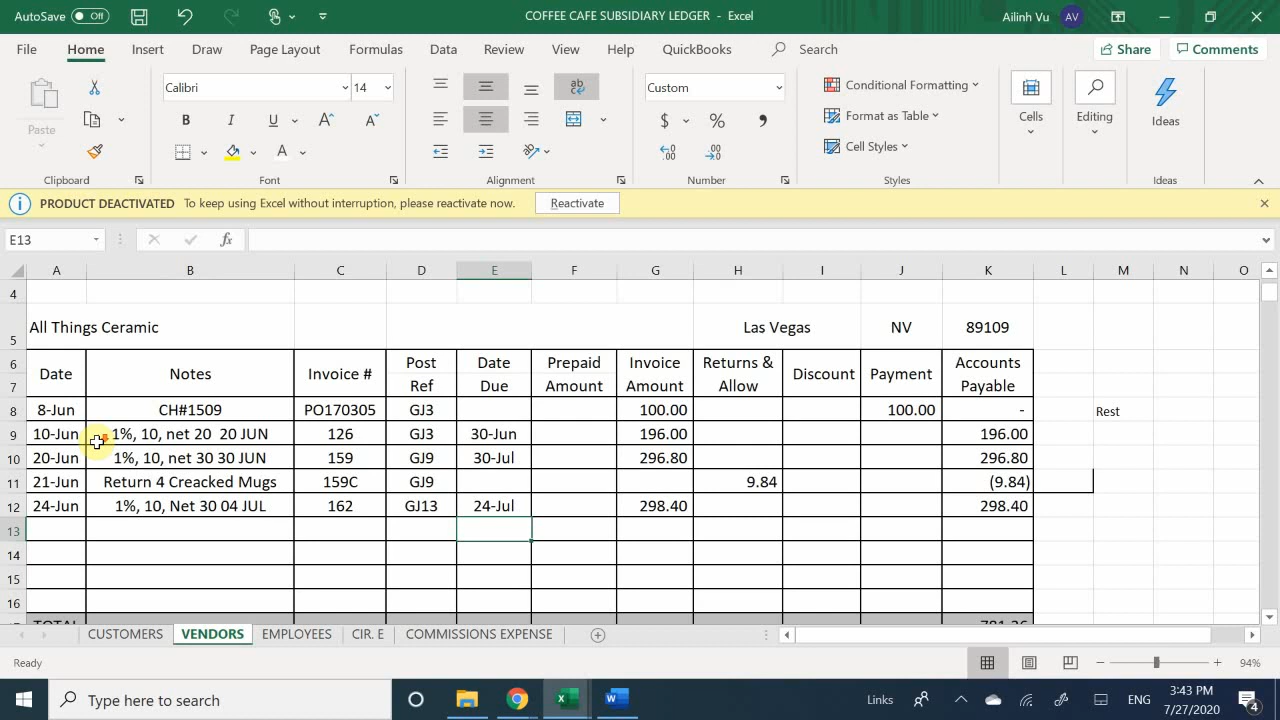 AutoSave Off COFFEE CAFE SUBSIDIARY LEDGER - Excel Ailinh Vu AV
File Home Insert Draw Page Layout Formulas Data Review View Help QuickBooks Search Share Comments
Paste Calibri 14 B I U A A A ab Custom $ % Conditional Formatting Format as Table Cell Styles Cells Editing Ideas
Clipboard Font Alignment Number Styles Ideas
PRODUCT DEACTIVATED To keep using Excel without interruption, please reactivate now. Reactivate
E13 fx
A B C D E F G H I J K L M N O
4
5 All Things Ceramic Las Vegas NV 89109
6 Post Date Prepaid Invoice Returns & Accounts
Date Notes Invoice # Discount Payment
7 Ref Due Amount Amount Allow Payable
8 8-Jun CH#1509 PO170305 GJ3 100.00 100.00 - Rest
9 10-Jun 1%, 10, net 20 20 JUN 126 GJ3 30-Jun 196.00 196.00
10 20-Jun 1%, 10, net 30 30 JUN 159 GJ9 30-Jul 296.80 296.80
11 21-Jun Return 4 Creacked Mugs 159C GJ9 9.84 (9.84)
12 24-Jun 1%, 10, Net 30 04 JUL 162 GJ13 24-Jul 298.40 298.40
13
14
15
16
TOTAL 781.36
CUSTOMERS VENDORS EMPLOYEES CIR. E COMMISSIONS EXPENSE
Ready 94%
Type here to search Links ENG 3:43 PM
7/27/2020 4